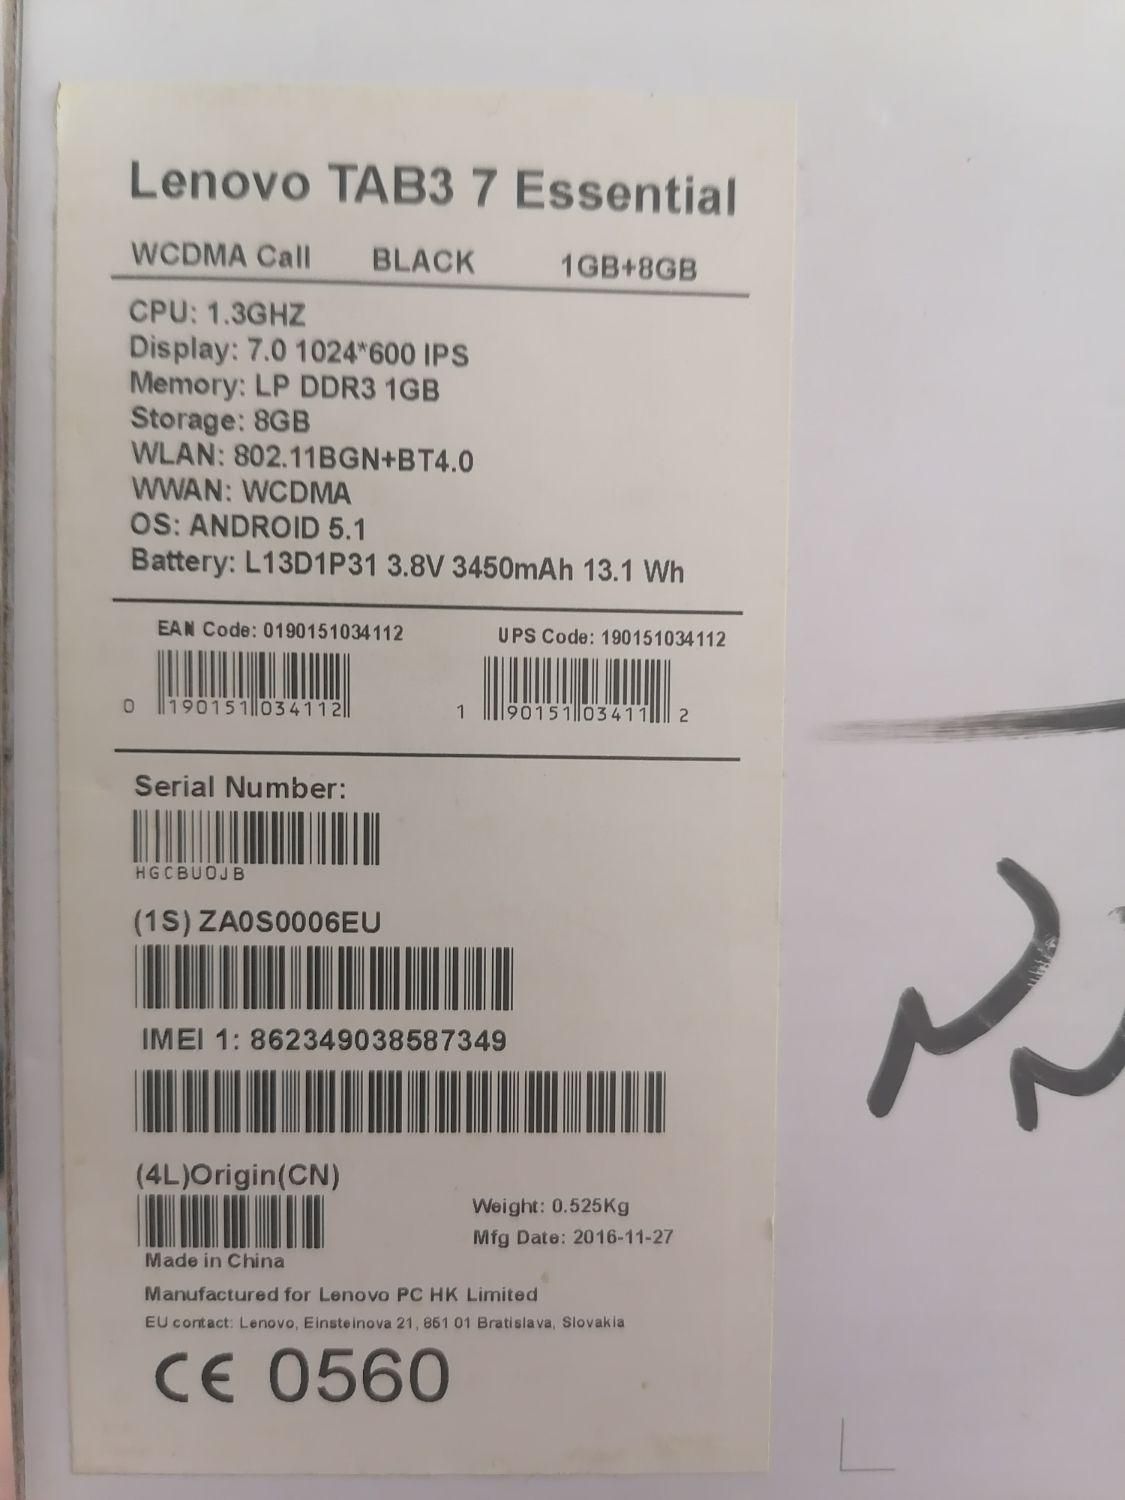 Lenovo TAB3 7 Essential
WCDMA Call BLACK 1GB+8GB
CPU: 1.3GHZ
Display: 7.0 1024*600 IPS
Memory: LP DDR3 1GB
Storage: 8GB
WLAN: 802.11BGN+BT4.0
WWAN: WCDMA
OS: ANDROID 5.1
Battery: L13D1P31 3.8V 3450mAh 13.1 Wh
EAN Code: 0190151034112 UPS Code: 190151034112
0 190151 034112 1 90151 03411 2
Serial Number:
HGCBU0JB
(1S) ZA0S0006EU
IMEI 1: 862349038587349
(4L)Origin(CN)
Weight: 0.525Kg
Mfg Date: 2016-11-27
Made in China
Manufactured for Lenovo PC HK Limited
EU contact: Lenovo, Einsteinova 21, 851 01 Bratislava, Slovakia
CE 0560